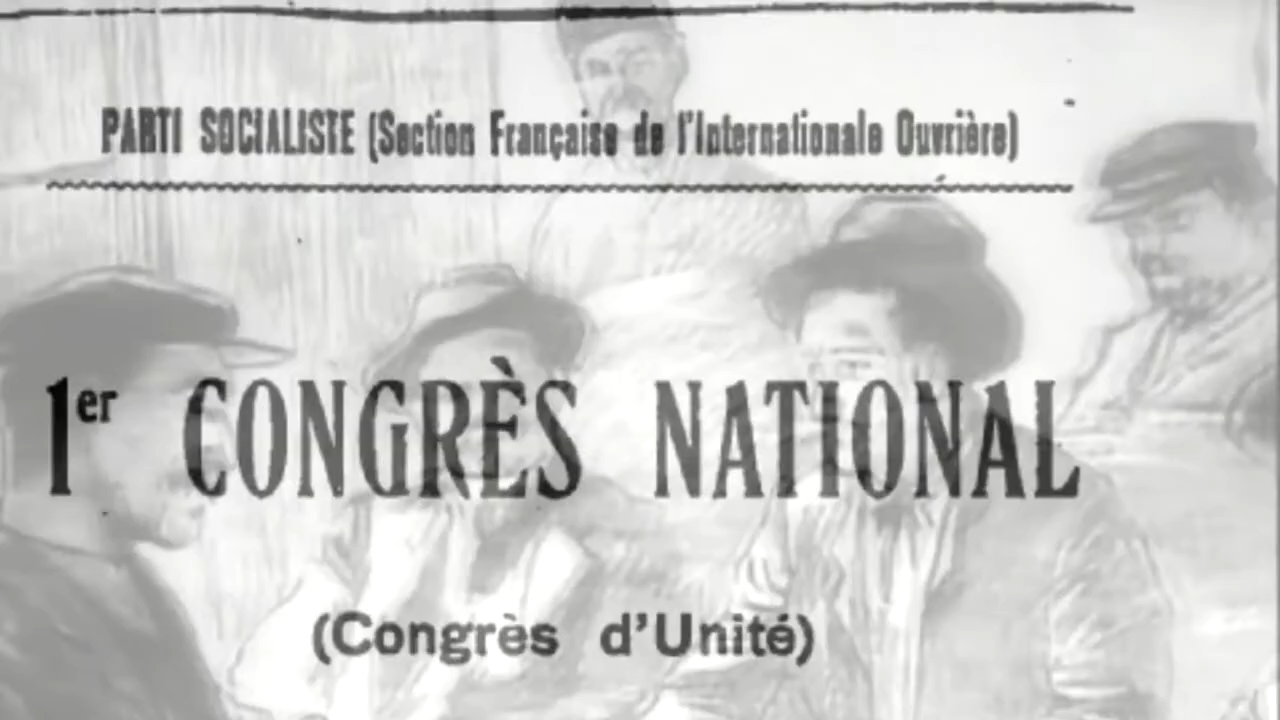 PARTI SOCIALISTE (Section Française de l'Internationale Ouvrière)
1er CONGRÈS NATIONAL
(Congrès d'Unité)